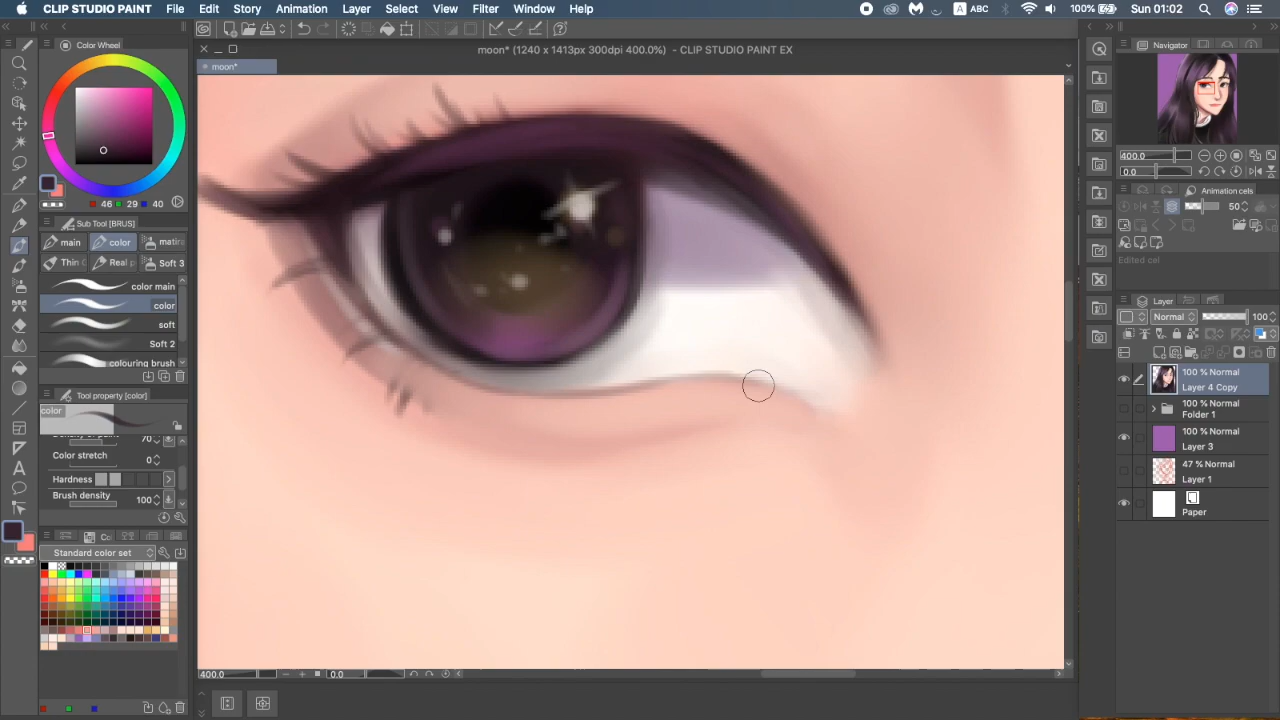 CLIP STUDIO PAINT File Edit Story Animation Layer Select View Filter Window Help A ABC 100% Sun 01:02
Color Wheel
moon* (1240 x 1413px 300dpi 400.0%) - CLIP STUDIO PAINT EX
Navigator
moon*
400.0
0.0
Animation cels
50
Edited cel
46 29 40
Sub Tool [BRUS]
main color
Thin Real p Soft 3
color main
color
soft
Soft 2
colouring brush
Tool property [color]
color
70
Color stretch 0
Hardness
Brush density 100
Standard color set
Layer
Normal 100
100 % Normal
Layer 4 Copy
100 % Normal
Folder 1
100 % Normal
Layer 3
47 % Normal
Layer 1
Paper
400.0 0.0